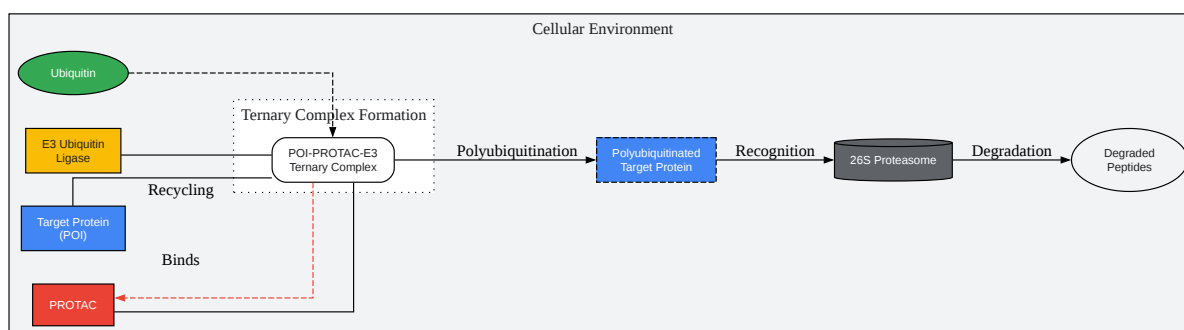 Cellular Environment
Ubiquitin
Ternary Complex Formation
E3 Ubiquitin
Ligase
POI-PROTAC-E3
Ternary Complex
Polyubiquitination
Polyubiquitinated
Target Protein
Recognition
26S Proteasome
Degradation
Degraded
Peptides
Recycling
Target Protein
(POI)
Binds
PROTAC